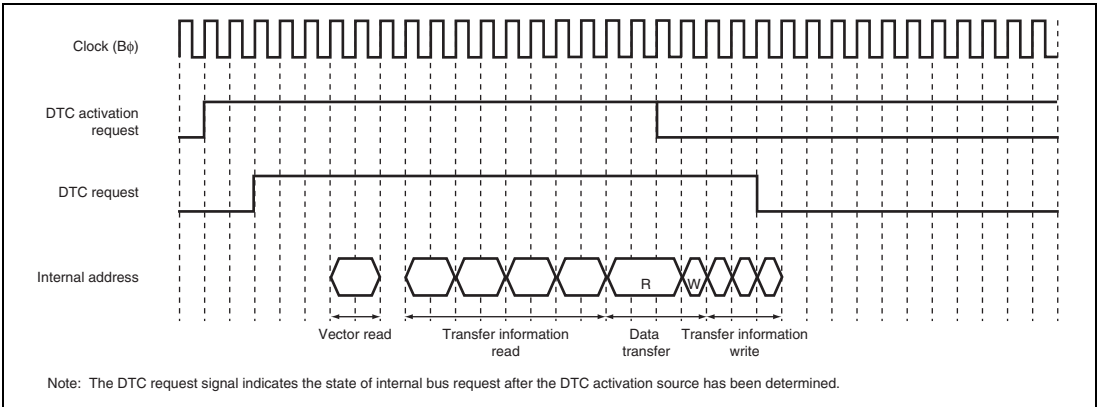 Clock (Bφ)
DTC activation
request
DTC request
Internal address
R
W
Vector read
Transfer information
read
Data
transfer
Transfer information
write
Note: The DTC request signal indicates the state of internal bus request after the DTC activation source has been determined.